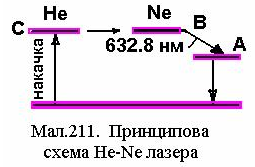 He Ne
C B
632.8 нм A
накачка
Мал.211. Принципова
схема He-Ne лазера